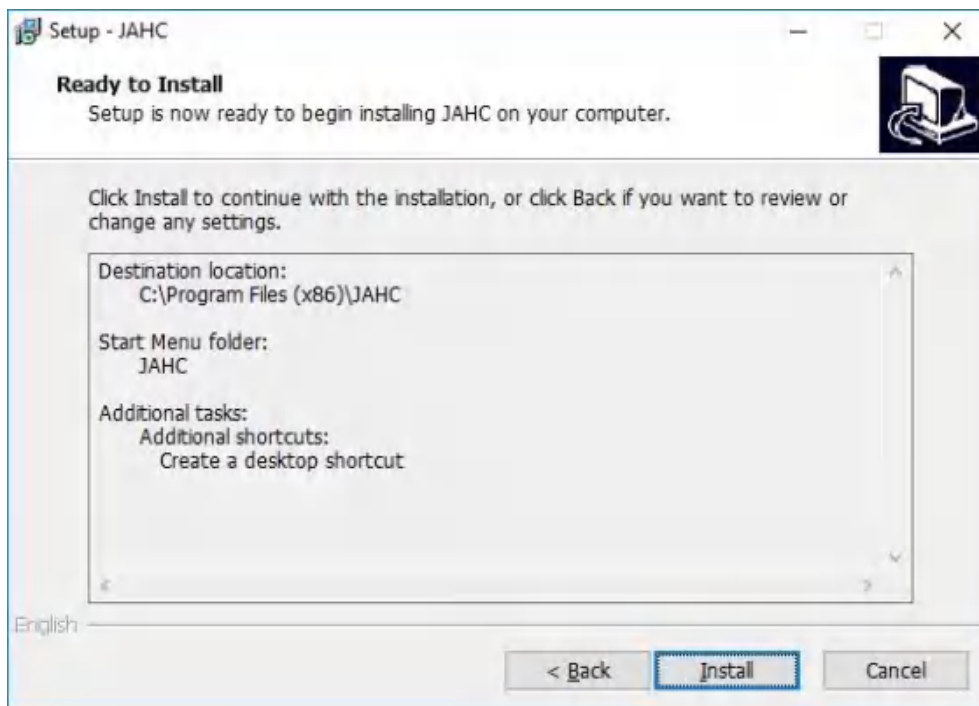 Setup - JAHC
Ready to Install
Setup is now ready to begin installing JAHC on your computer.
Click Install to continue with the installation, or click Back if you want to review or
change any settings.
Destination location:
C:\Program Files (x86)\JAHC
Start Menu folder:
JAHC
Additional tasks:
Additional shortcuts:
Create a desktop shortcut
English
< Back
Install
Cancel